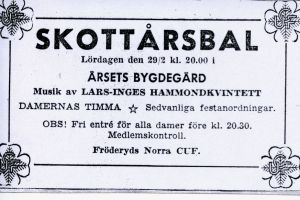 SKOTTÅRSBAL
Lördagen den 29/2 kl. 20.00 i
ÅRSETS BYGDEGÅRD
Musik av LARS-INGES HAMMONDKVINTETT
DAMERNAS TIMMA ☆ Sedvanliga festanordningar.
OBS! Fri entré för alla damer före kl. 20.30.
Medlemskontroll.
Fröderyds Norra CUF.